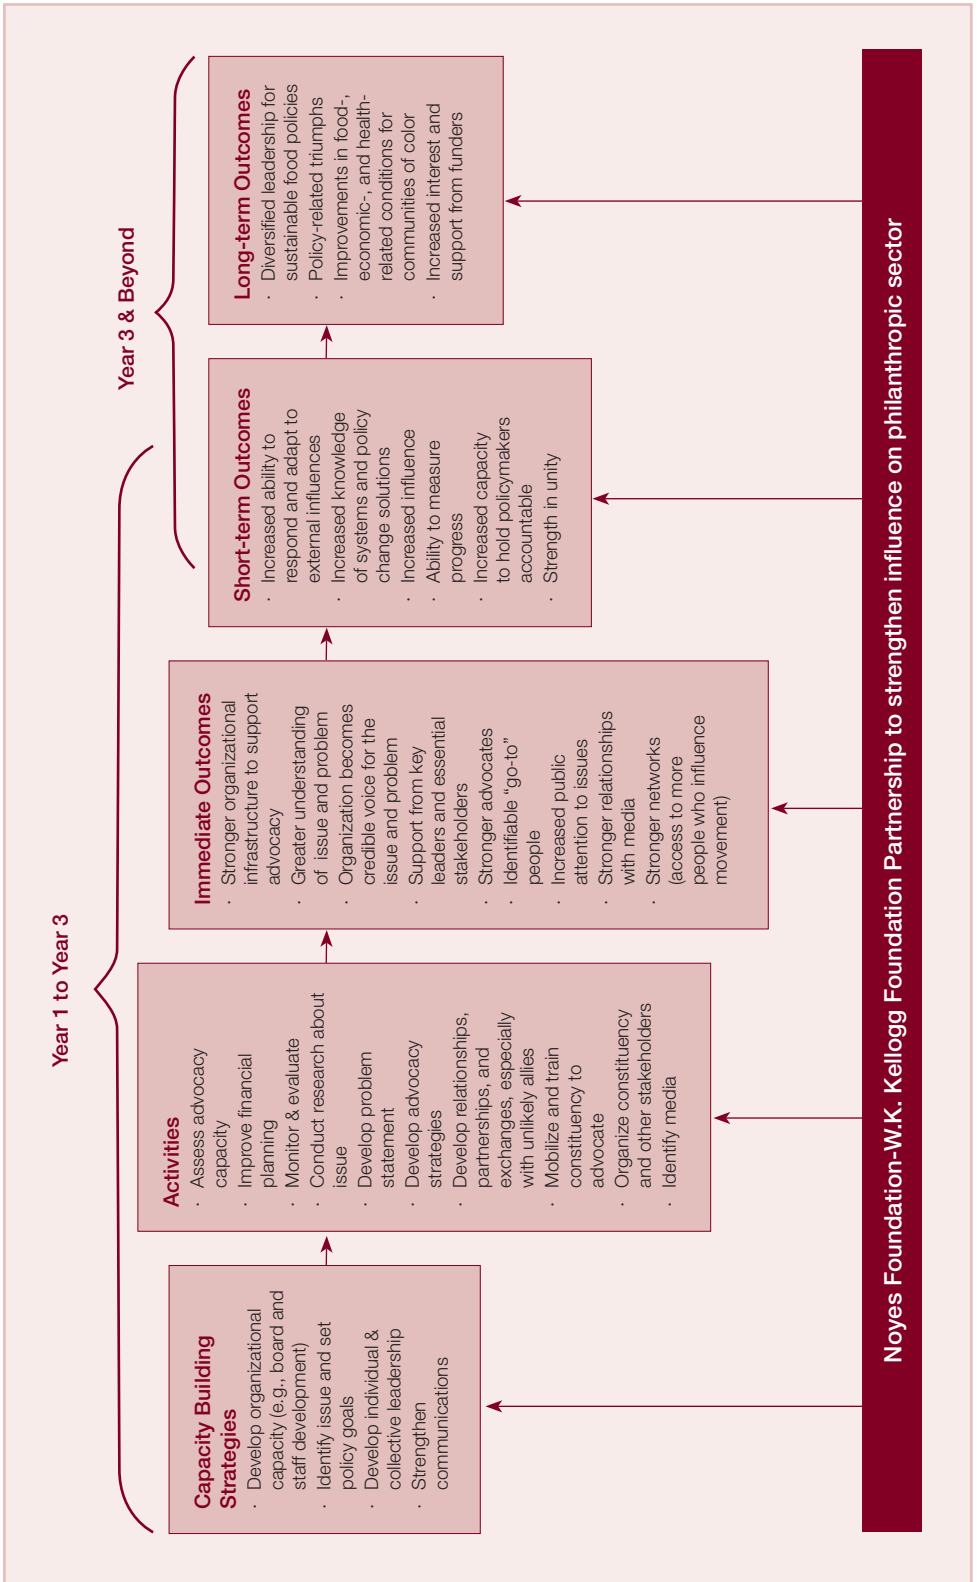 Year 1 to Year 3
Year 3 & Beyond
Capacity Building
Strategies
· Develop organizational
capacity (e.g., board and
staff development)
· Identify issue and set
policy goals
· Develop individual &
collective leadership
· Strengthen
communications
Activities
· Assess advocacy
capacity
· Improve financial
planning
· Monitor & evaluate
· Conduct research about
issue
· Develop problem
statement
· Develop advocacy
strategies
· Develop relationships,
partnerships, and
exchanges, especially
with unlikely allies
· Mobilize and train
constituency to
advocate
· Organize constituency
and other stakeholders
· Identify media
Immediate Outcomes
· Stronger organizational
infrastructure to support
advocacy
· Greater understanding
of issue and problem
· Organization becomes
credible voice for the
issue and problem
· Support from key
leaders and essential
stakeholders
· Stronger advocates
· Identifiable “go-to”
people
· Increased public
attention to issues
· Stronger relationships
with media
· Stronger networks
(access to more
people who influence
movement)
Short-term Outcomes
· Increased ability to
respond and adapt to
external influences
· Increased knowledge
of systems and policy
change solutions
· Increased influence
· Ability to measure
progress
· Increased capacity
to hold policymakers
accountable
· Strength in unity
Long-term Outcomes
· Diversified leadership for
sustainable food policies
· Policy-related triumphs
· Improvements in food-,
economic-, and health-
related conditions for
communities of color
· Increased interest and
support from funders
Noyes Foundation-W.K. Kellogg Foundation Partnership to strengthen influence on philanthropic sector